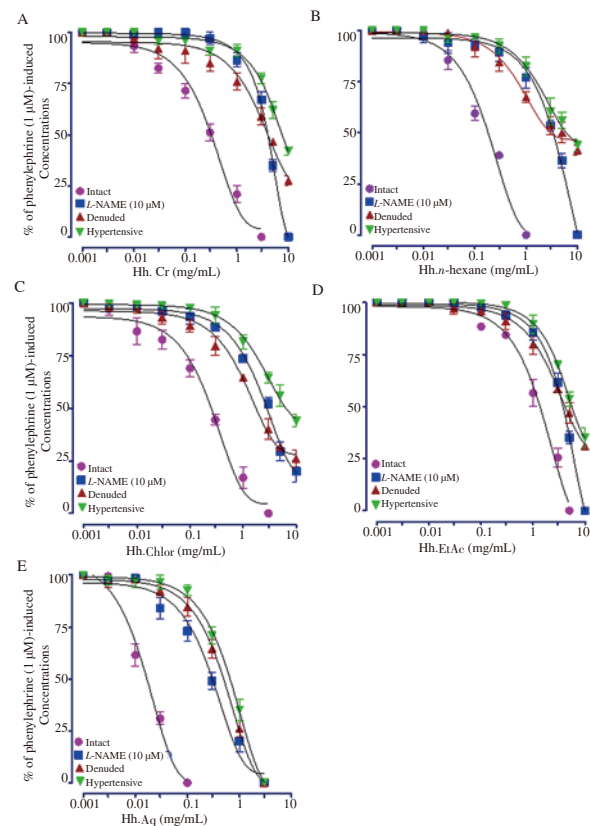 A
% of phenylephrine (1 µM)-induced
Concentrations
100
75
50
25
0
Intact
L-NAME (10 µM)
Denuded
Hypertensive
0.001 0.01 0.1 1 10
Hh. Cr (mg/mL)
B
100
75
50
25
0
Intact
L-NAME (10 µM)
Denuded
Hypertensive
0.001 0.01 0.1 1 10
Hh.n-hexane (mg/mL)
C
% of phenylephrine (1 µM)-induced
Concentrations
100
75
50
25
0
Intact
L-NAME (10 µM)
Denuded
Hypertensive
0.001 0.01 0.1 1 10
Hh.Chlor (mg/mL)
D
100
75
50
25
0
Intact
L-NAME (10 µM)
Denuded
Hypertensive
0.001 0.01 0.1 1 10
Hh.EtAc (mg/mL)
E
% of phenylephrine (1 µM)-induced
Concentrations
100
75
50
25
0
Intact
L-NAME (10 µM)
Denuded
Hypertensive
0.001 0.01 0.1 1 10
Hh.Aq (mg/mL)